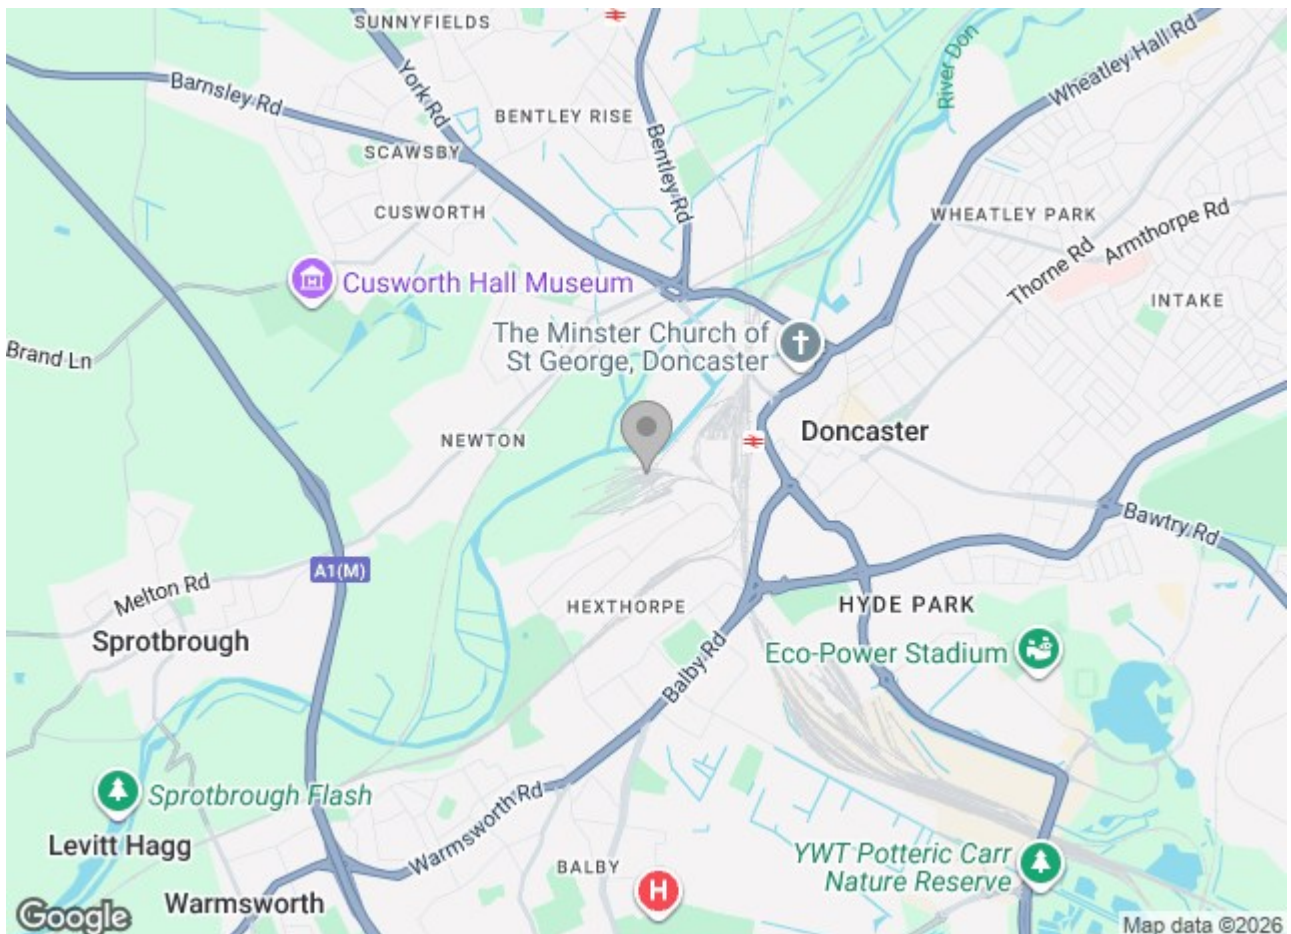 SUNNYFIELDS
River Don
Wheatley Hall Rd
Barnsley Rd
York Rd
BENTLEY RISE
Bentley Rd
SCAWSBY
CUSWORTH
WHEATLEY PARK
Armthorpe Rd
Thorne Rd
Cusworth Hall Museum
INTAKE
The Minster Church of
St George, Doncaster
Brand Ln
NEWTON
Doncaster
Bawtry Rd
A1(M)
Melton Rd
HEXTHORPE
HYDE PARK
Sprotbrough
Eco-Power Stadium
Balby Rd
Sprotbrough Flash
Warmsworth Rd
Levitt Hagg
BALBY
YWT Potteric Carr
Nature Reserve
H
Warmsworth
Google
Map data ©2026